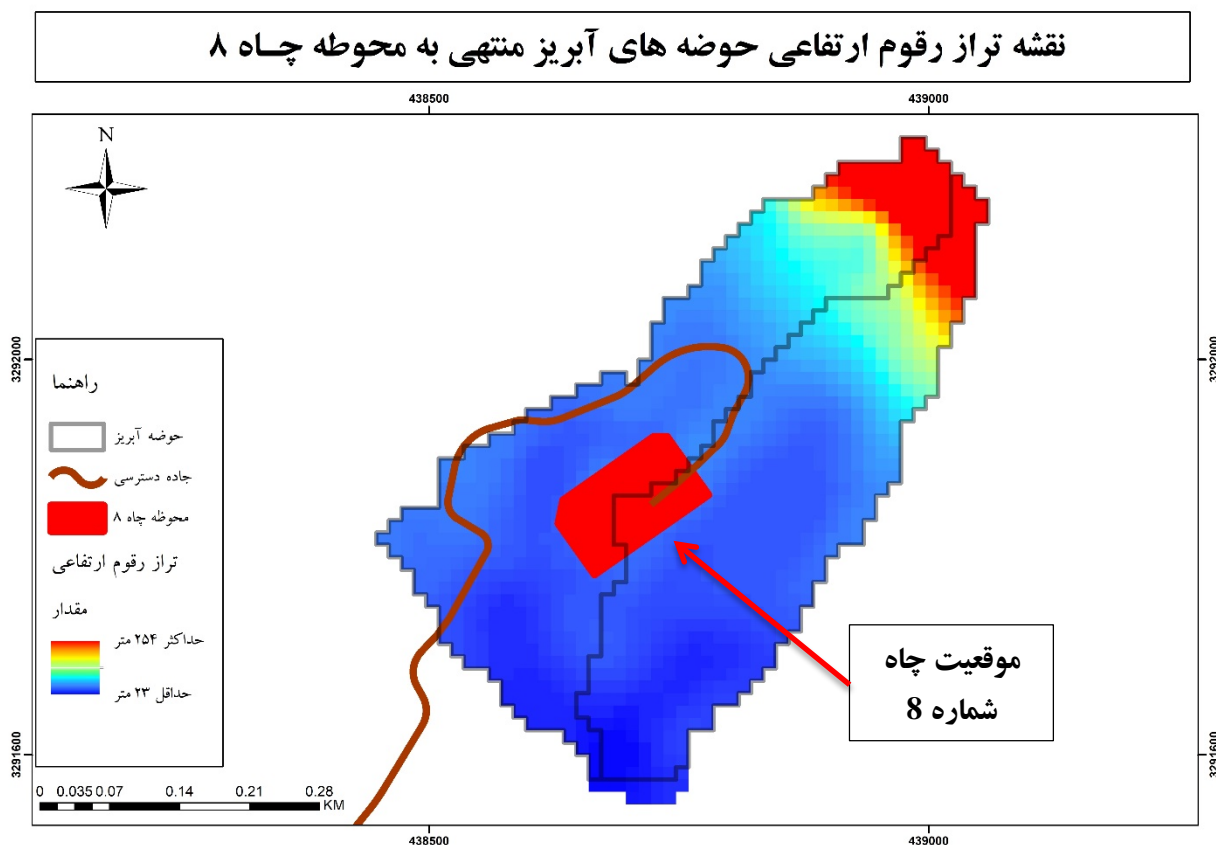 نقشه تراز رقوم ارتفاعی حوضه های آبریز منتهی به محوطه چـاه ۸
438500
439000
N
3292000
3292000
راهنما
حوضه آبریز
جاده دسترسی
محوظه چاه ۸
تراز رقوم ارتفاعی
مقدار
حداکثر ۲۵۴ متر
حداقل ۲۳ متر
موقعیت چاه
شماره 8
3291600
3291600
0 0.035 0.07 0.14 0.21 0.28
KM
438500
439000